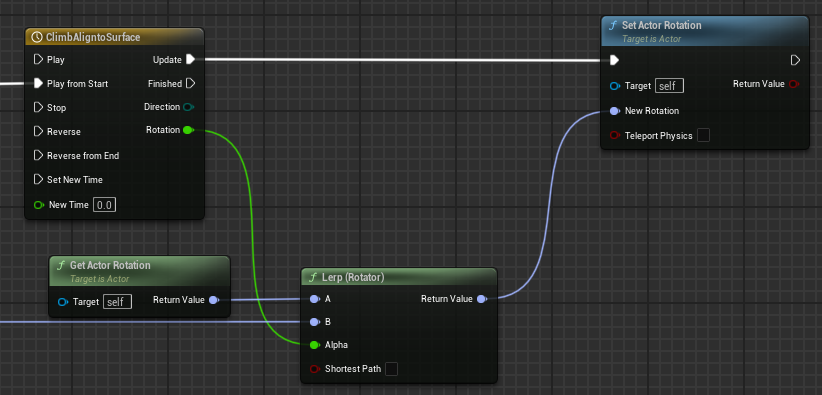 ClimbAligntoSurface
Play
Update
Play from Start
Finished
Stop
Direction
Reverse
Rotation
Reverse from End
Set New Time
New Time 0.0
Set Actor Rotation
Target is Actor
Target self
Return Value
New Rotation
Teleport Physics
Get Actor Rotation
Target is Actor
Target self
Return Value
Lerp (Rotator)
A
Return Value
B
Alpha
Shortest Path